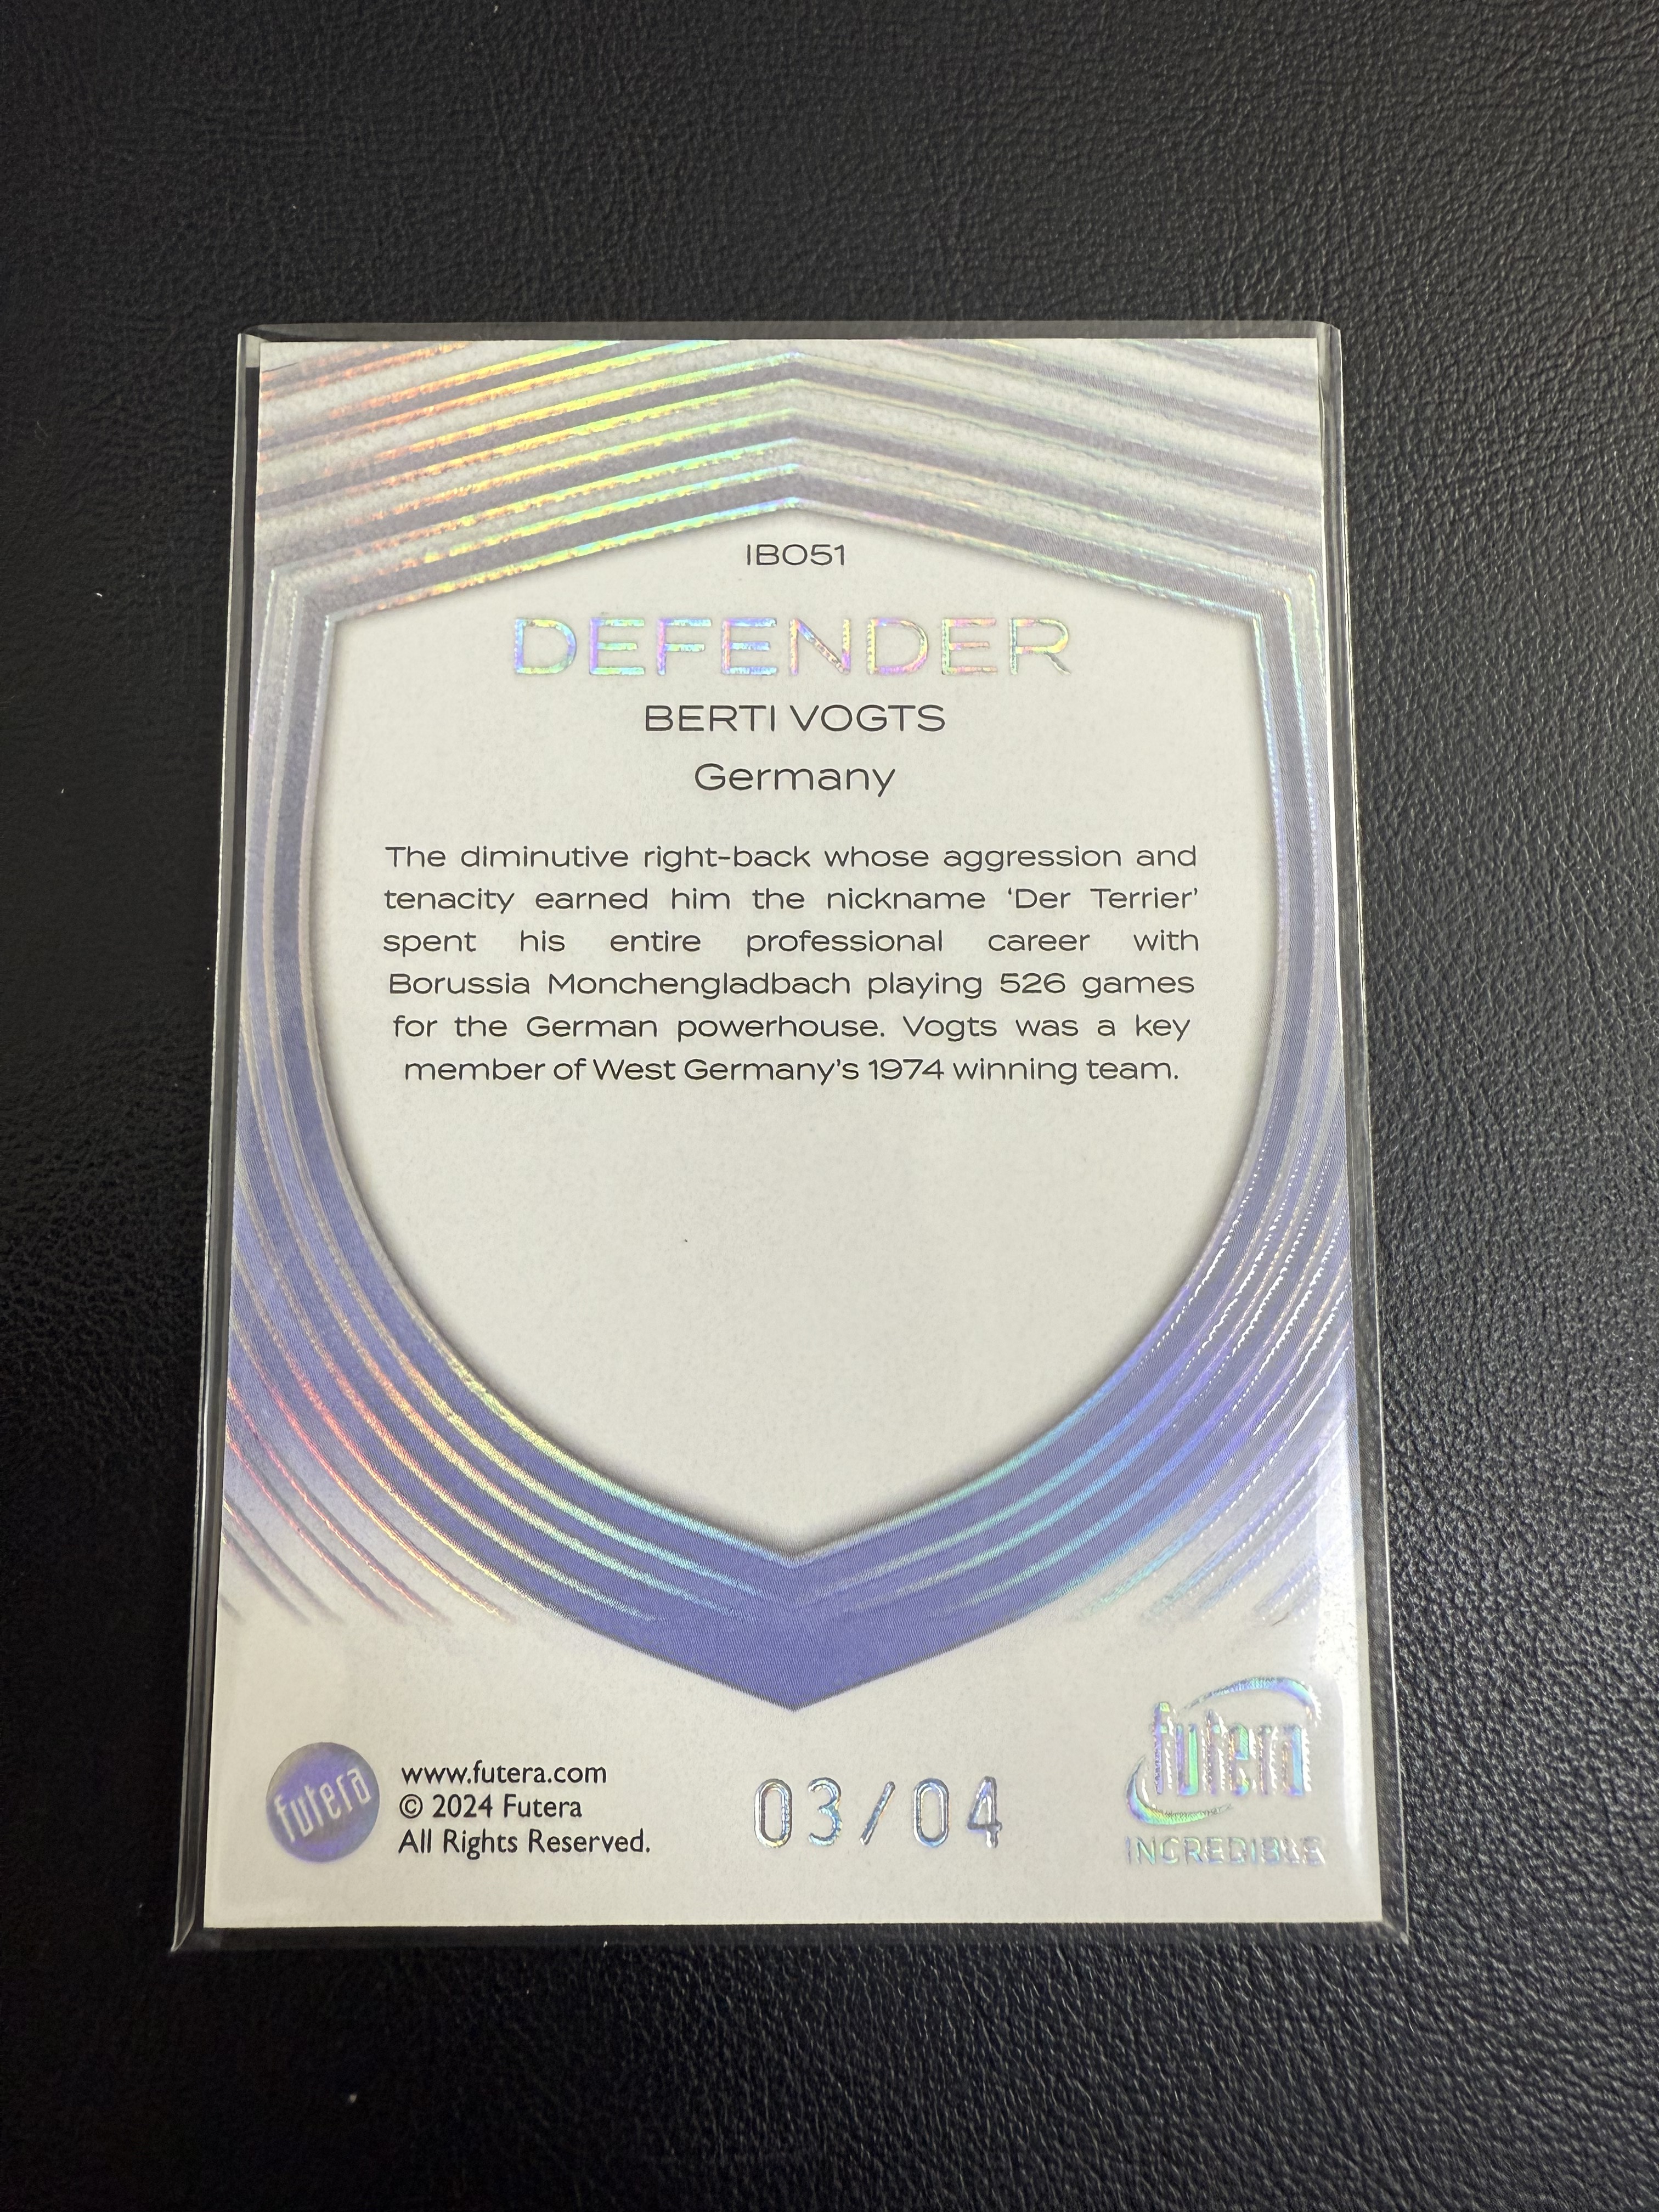 IBO51
DEFENDER
BERTI VOGTS
Germany
The diminutive right-back whose aggression and
tenacity earned him the nickname ‘Der Terrier’
spent his entire professional career with
Borussia Monchengladbach playing 526 games
for the German powerhouse. Vogts was a key
member of West Germany's 1974 winning team.
futera
www.futera.com
© 2024 Futera
All Rights Reserved.
03/04
futera
INCREDIBLE